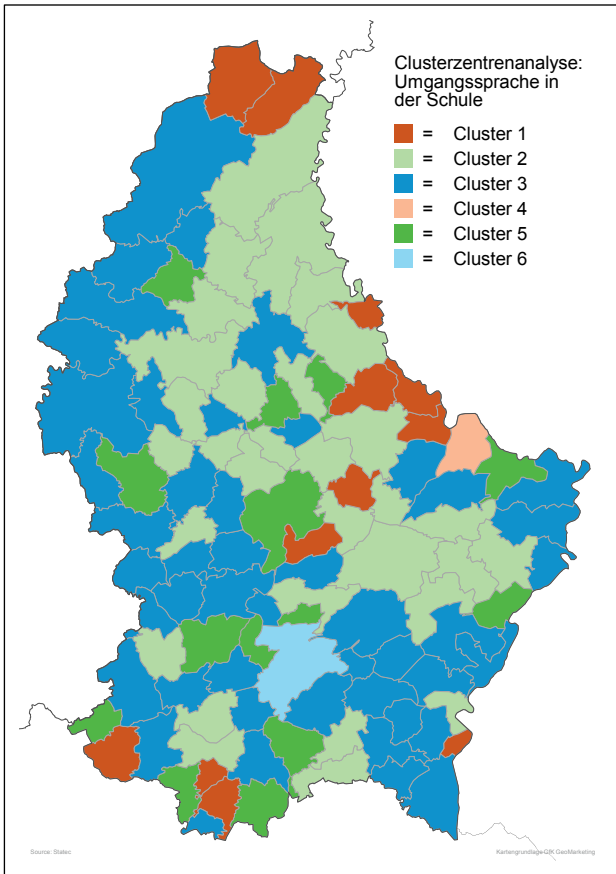 Clusterzentrenanalyse:
Umgangssprache in
der Schule
= Cluster 1
= Cluster 2
= Cluster 3
= Cluster 4
= Cluster 5
= Cluster 6
Source: Statec
Kartengrundlage GfK GeoMarketing